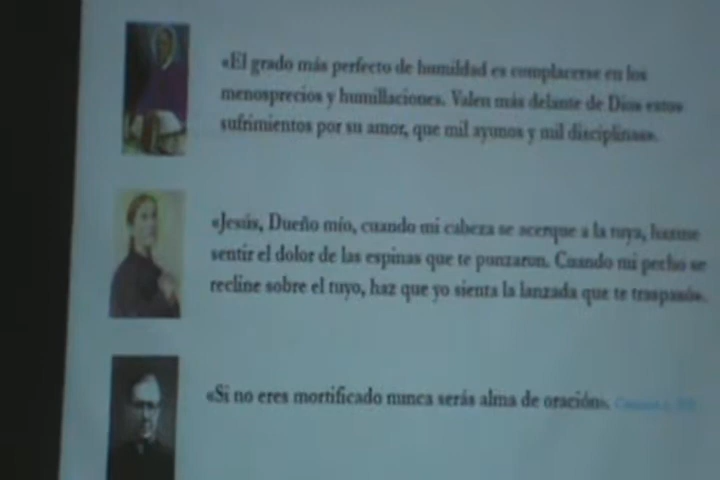 «El grado más perfecto de humildad es complacerse en los
menosprecios y humillaciones. Valen más delante de Dios estos
sufrimientos por su amor, que mil ayunos y mil disciplinas».
«Jesús, Dueño mío, cuando mi cabeza se acerque a la tuya, hazme
sentir el dolor de las espinas que te punzaron. Cuando mi pecho se
recline sobre el tuyo, haz que yo sienta la lanzada que te traspasó».
«Si no eres mortificado nunca serás alma de oración».